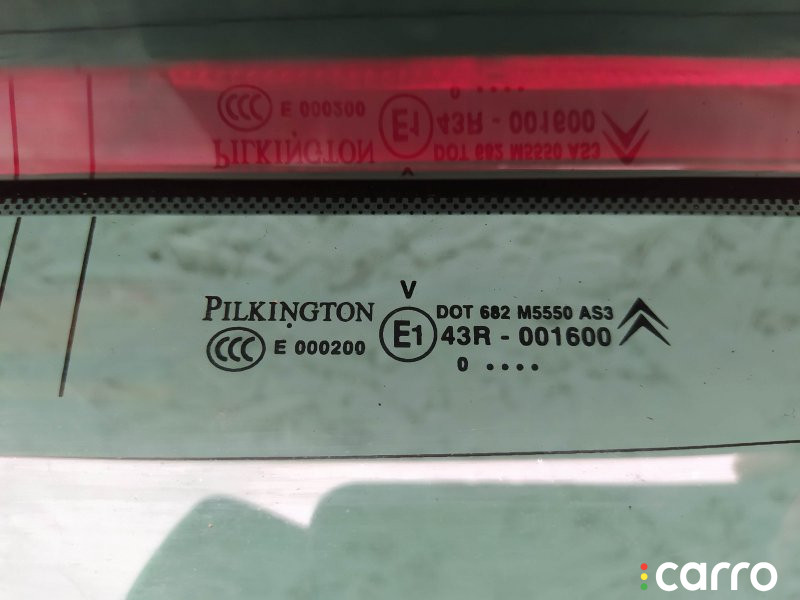 V
PILKINGTON
DOT 682 M5550 AS3
CCC E 000200
E1 43R - 001600
0 ••••
carro